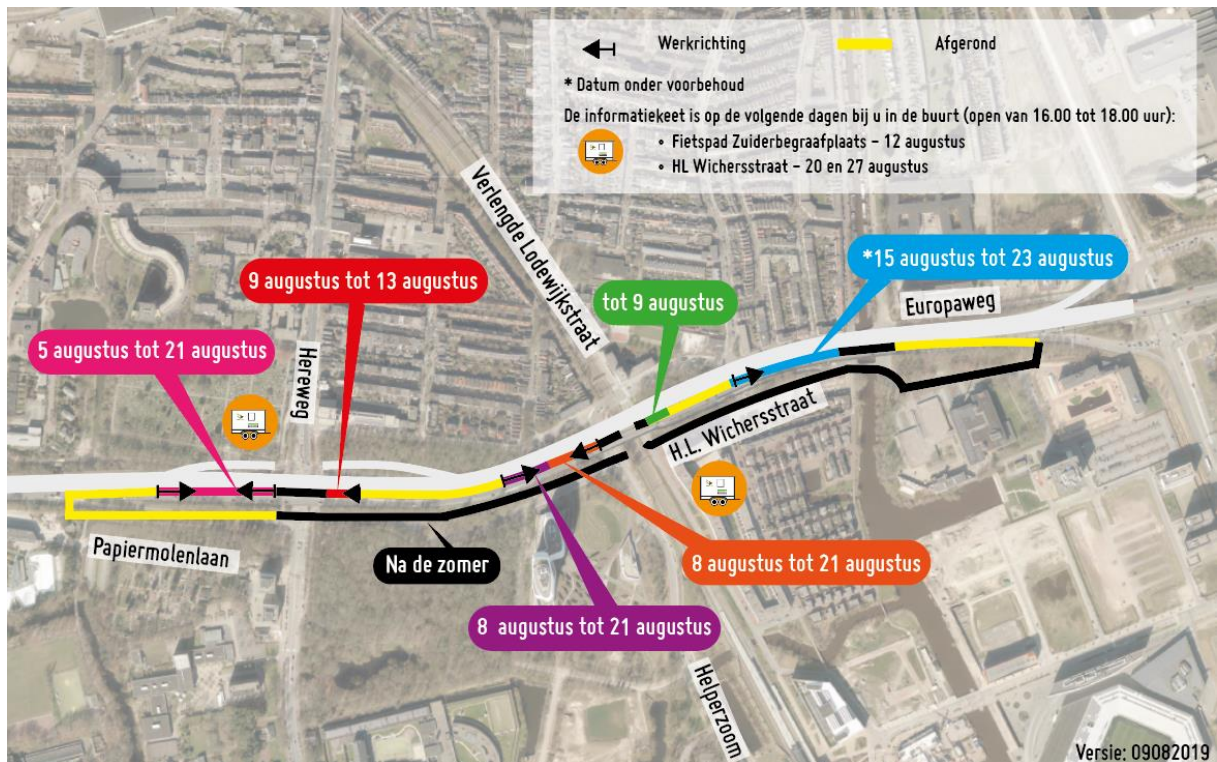 Werkrichting
Afgerond
* Datum onder voorbehoud
De informatiekeet is op de volgende dagen bij u in de buurt (open van 16.00 tot 18.00 uur):
• Fietspad Zuiderbegraafplaats – 12 augustus
• HL Wichersstraat – 20 en 27 augustus
Verlengde Lodewijkstraat
*15 augustus tot 23 augustus
9 augustus tot 13 augustus
tot 9 augustus
Europaweg
5 augustus tot 21 augustus
Hereweg
H.L. Wichersstraat
Papiermolenlaan
Na de zomer
8 augustus tot 21 augustus
8 augustus tot 21 augustus
Helperzoom
Versie: 09082019